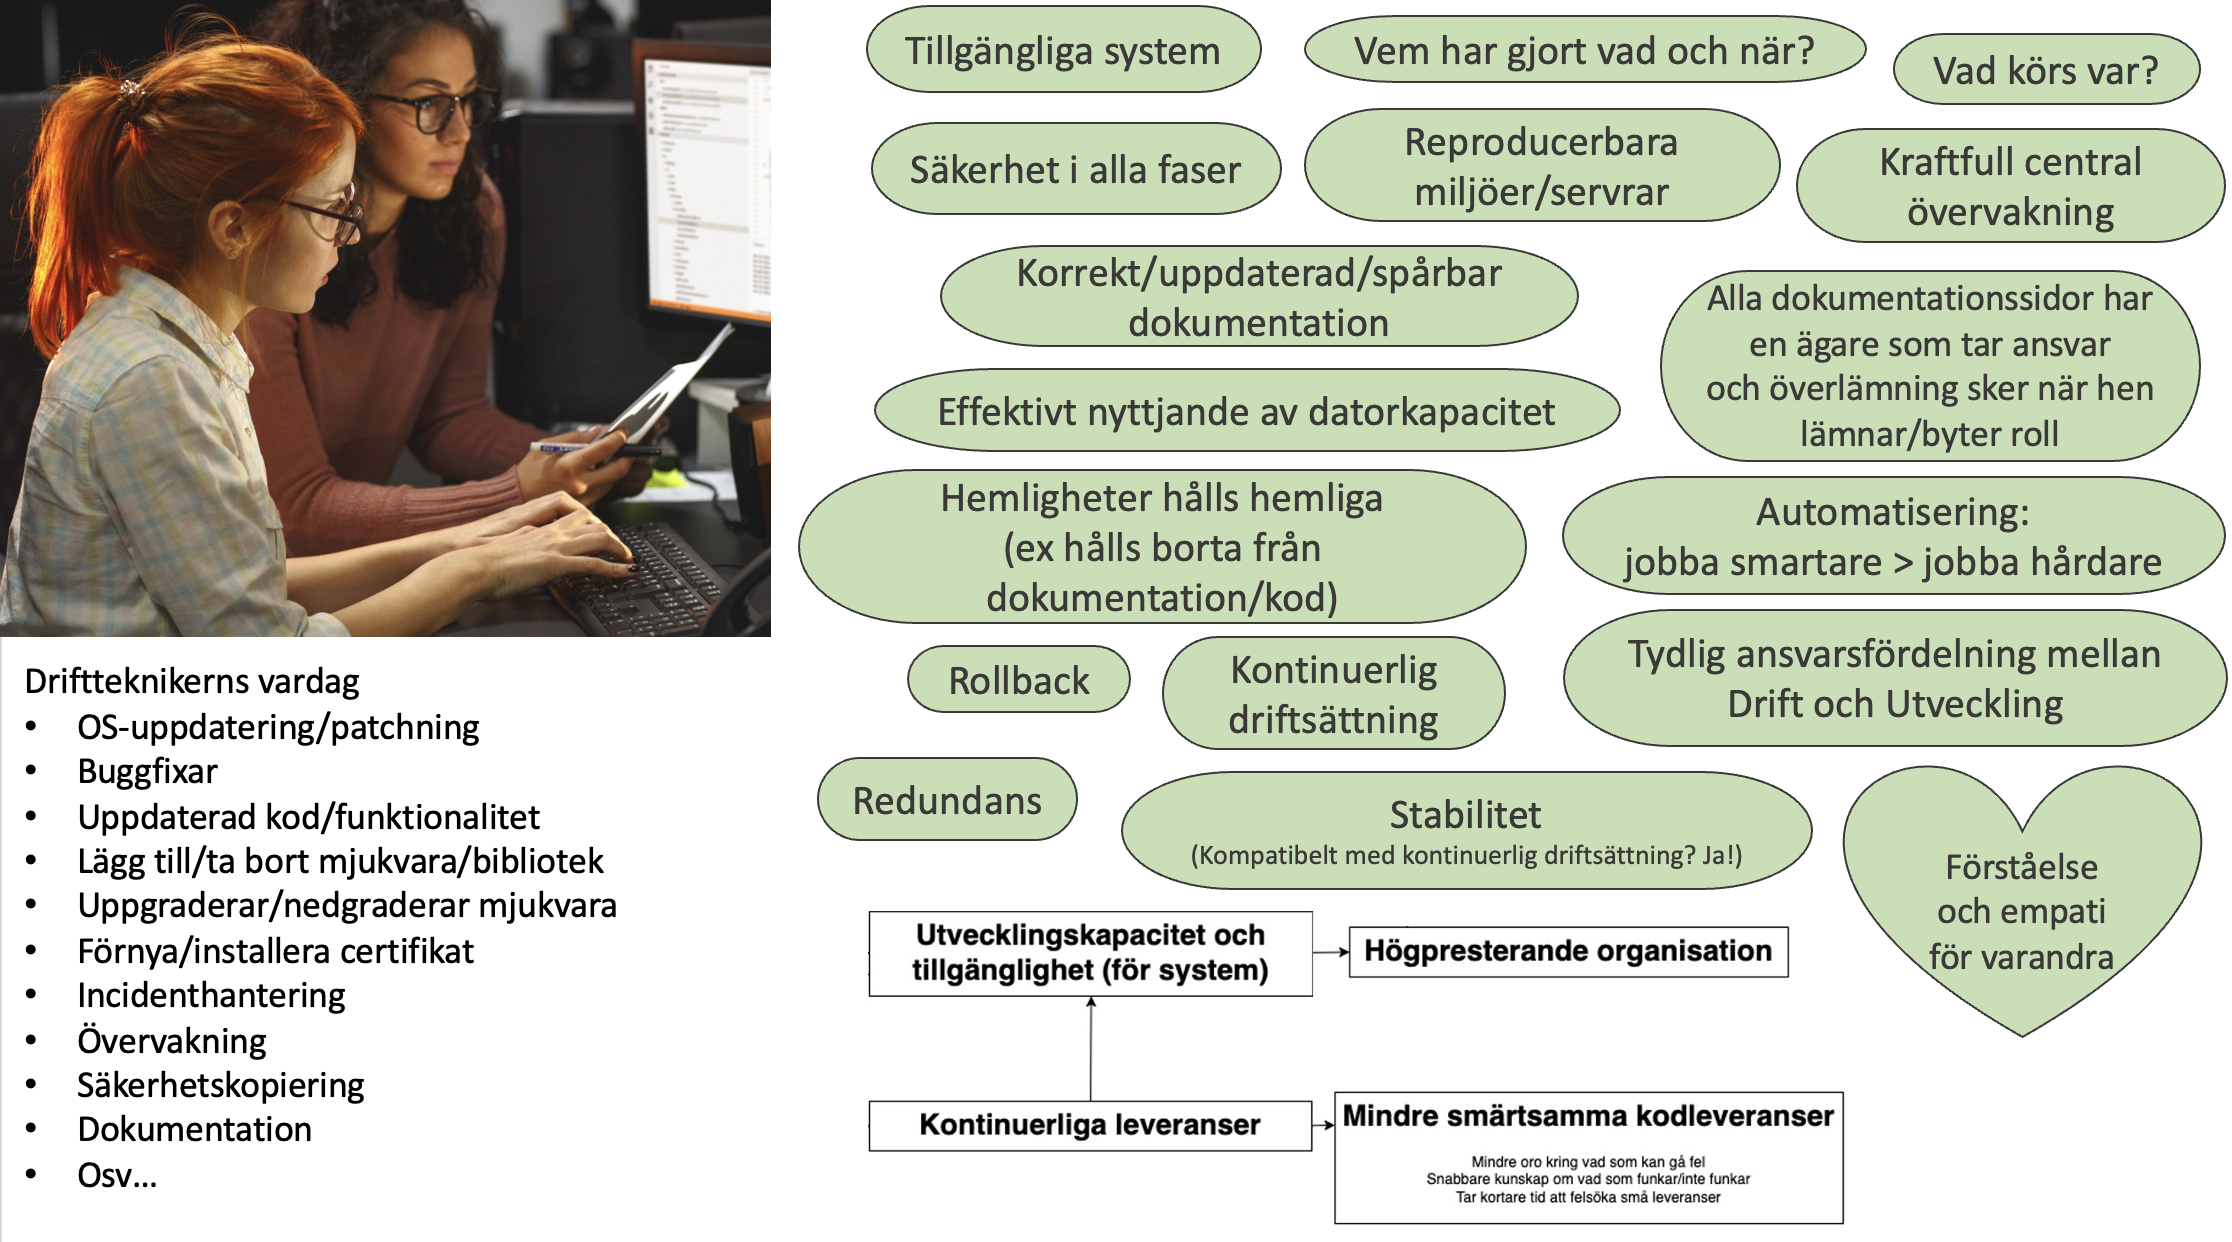 Tillgängliga system
Vem har gjort vad och när?
Vad körs var?
Säkerhet i alla faser
Reproducerbara
miljöer/servrar
Kraftfull central
övervakning
Korrekt/uppdaterad/spårbar
dokumentation
Alla dokumentationssidor har
en ägare som tar ansvar
och överlämning sker när hen
lämnar/byter roll
Effektivt nyttjande av datorkapacitet
Hemligheter hålls hemliga
(ex hålls borta från
dokumentation/kod)
Automatisering:
jobba smartare > jobba hårdare
Rollback
Kontinuerlig
driftsättning
Tydlig ansvarsfördelning mellan
Drift och Utveckling
Redundans
Stabilitet
(Kompatibelt med kontinuerlig driftsättning? Ja!)
Förståelse
och empati
för varandra
Driftteknikerns vardag
• OS-uppdatering/patchning
• Buggfixar
• Uppdaterad kod/funktionalitet
• Lägg till/ta bort mjukvara/bibliotek
• Uppgraderar/nedgraderar mjukvara
• Förnya/installera certifikat
• Incidenthantering
• Övervakning
• Säkerhetskopiering
• Dokumentation
• Osv...
Utvecklingskapacitet och
tillgänglighet (för system)
Högpresterande organisation
Kontinuerliga leveranser
Mindre smärtsamma kodleveranser
Mindre oro kring vad som kan gå fel
Snabbare kunskap om vad som funkar/inte funkar
Tar kortare tid att felsöka små leveranser